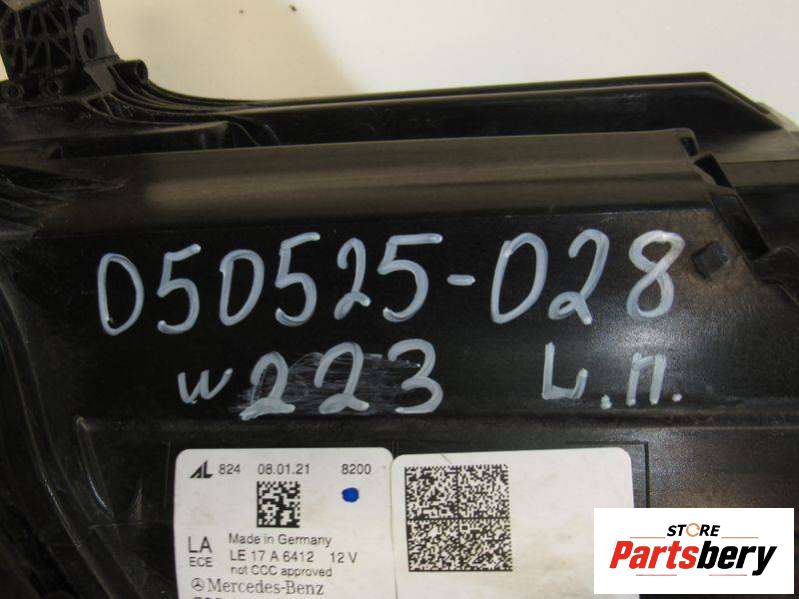 050525-028
w223 L.П.
AL 824 08.01.21 8200
LA
ECE
Made in Germany
LE 17 A 6412 12 V
not CCC approved
Mercedes-Benz
STORE
Partsbery